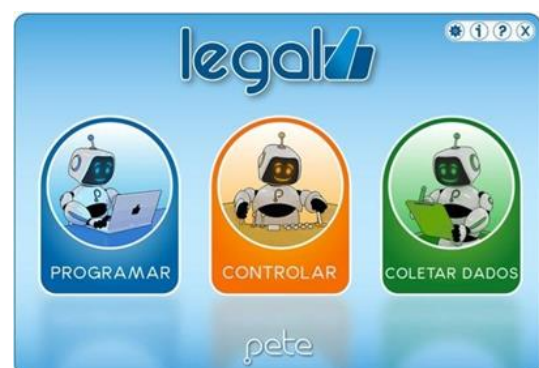 legal
i ? X
PROGRAMAR
CONTROLAR
COLETAR DADOS
pete